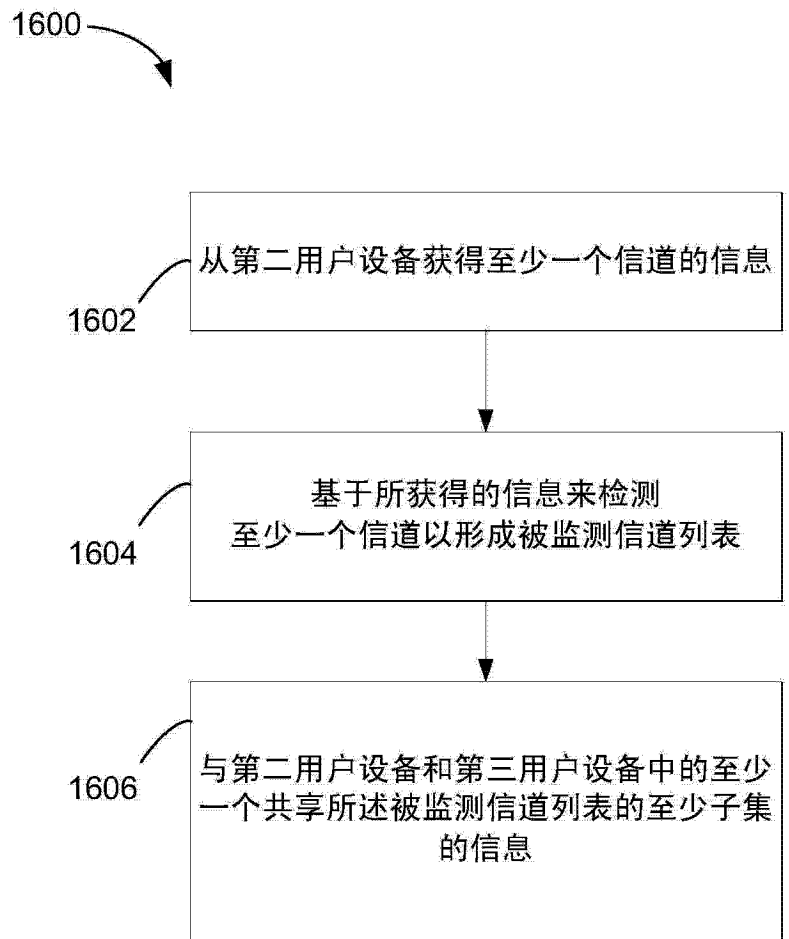 1600
从第二用户设备获得至少一个信道的信息
1602
基于所获得的信息来检测
至少一个信道以形成被监测信道列表
1604
与第二用户设备和第三用户设备中的至少
一个共享所述被监测信道列表的至少子集
的信息
1606